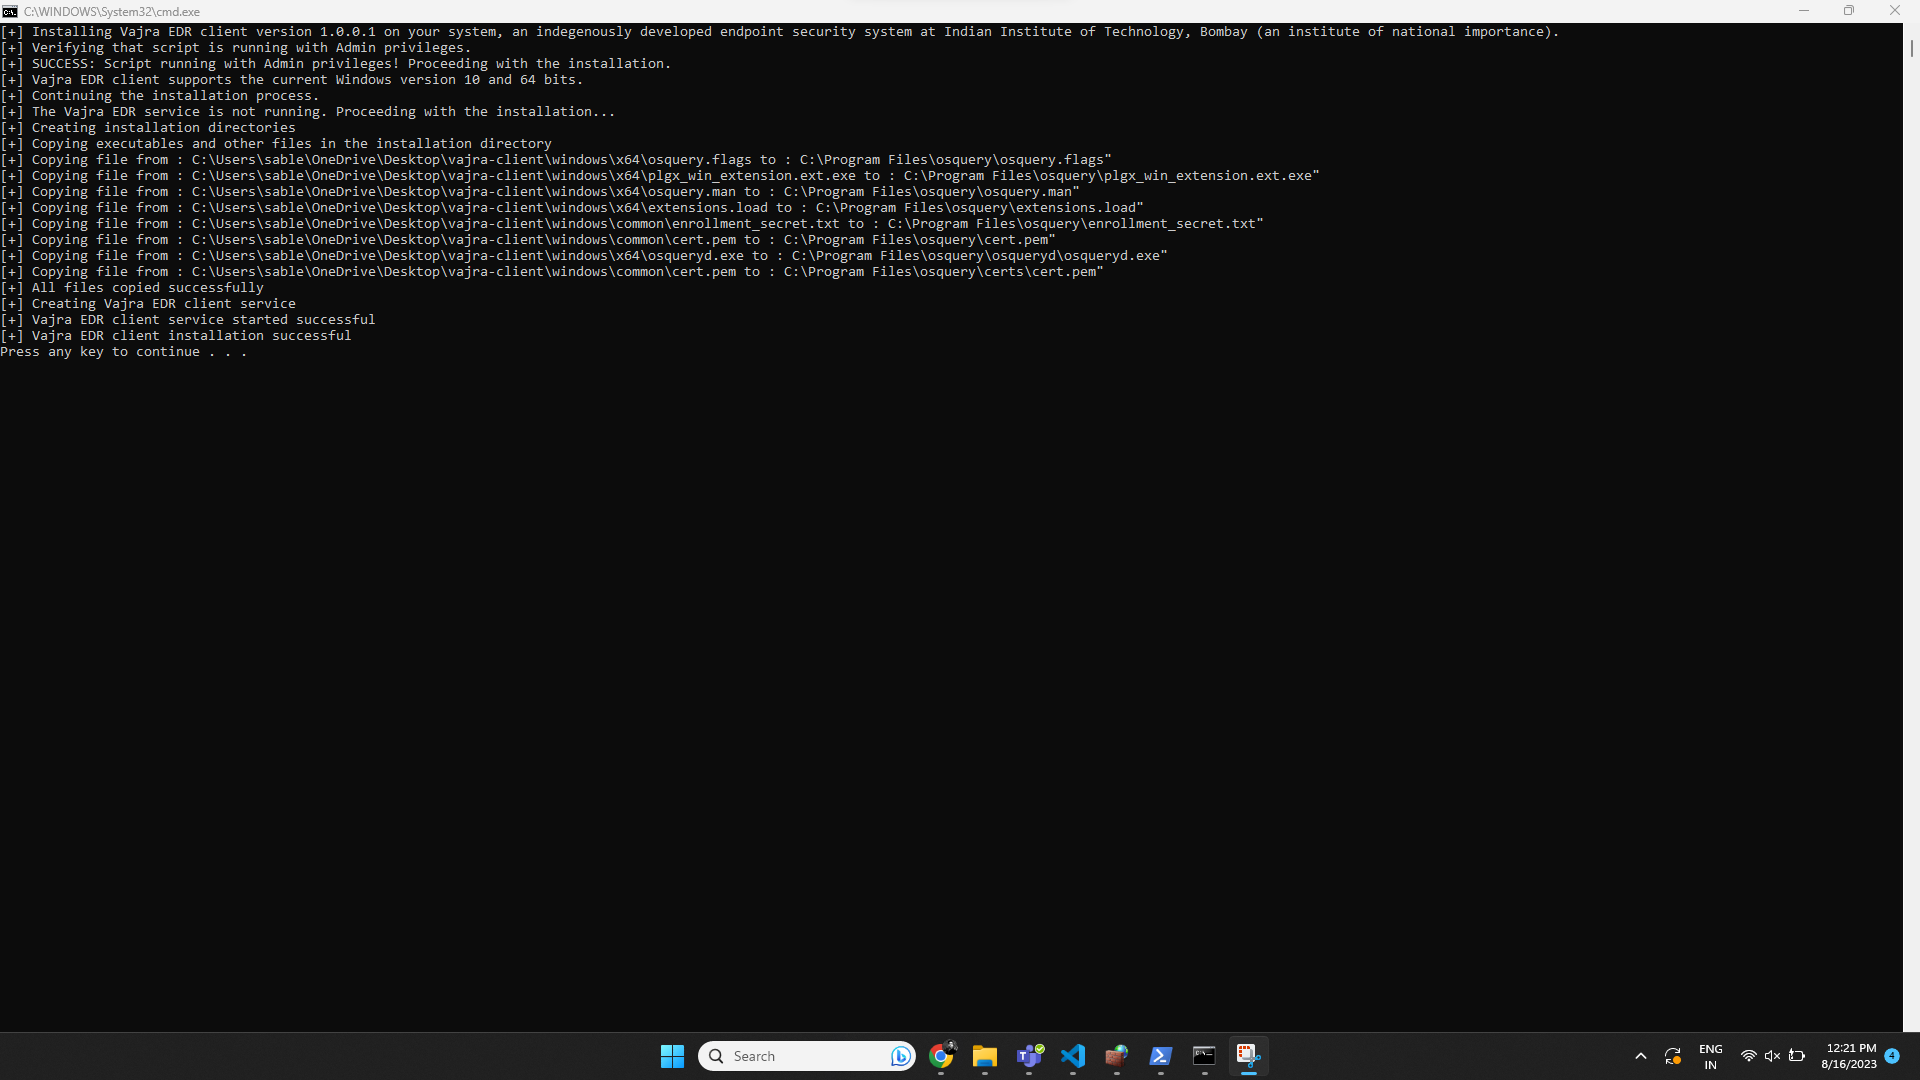 C:\WINDOWS\System32\cmd.exe
[+] Installing Vajra EDR client version 1.0.0.1 on your system, an indegenously developed endpoint security system at Indian Institute of Technology, Bombay (an institute of national importance).
[+] Verifying that script is running with Admin privileges.
[+] SUCCESS: Script running with Admin privileges! Proceeding with the installation.
[+] Vajra EDR client supports the current Windows version 10 and 64 bits.
[+] Continuing the installation process.
[+] The Vajra EDR service is not running. Proceeding with the installation...
[+] Creating installation directories
[+] Copying executables and other files in the installation directory
[+] Copying file from : C:\Users\sable\OneDrive\Desktop\vajra-client\windows\x64\osquery.flags to : C:\Program Files\osquery\osquery.flags"
[+] Copying file from : C:\Users\sable\OneDrive\Desktop\vajra-client\windows\x64\plgx_win_extension.ext.exe to : C:\Program Files\osquery\plgx_win_extension.ext.exe"
[+] Copying file from : C:\Users\sable\OneDrive\Desktop\vajra-client\windows\x64\osquery.man to : C:\Program Files\osquery\osquery.man"
[+] Copying file from : C:\Users\sable\OneDrive\Desktop\vajra-client\windows\x64\extensions.load to : C:\Program Files\osquery\extensions.load"
[+] Copying file from : C:\Users\sable\OneDrive\Desktop\vajra-client\windows\common\enrollment_secret.txt to : C:\Program Files\osquery\enrollment_secret.txt"
[+] Copying file from : C:\Users\sable\OneDrive\Desktop\vajra-client\windows\common\cert.pem to : C:\Program Files\osquery\cert.pem"
[+] Copying file from : C:\Users\sable\OneDrive\Desktop\vajra-client\windows\x64\osqueryd.exe to : C:\Program Files\osquery\osqueryd\osqueryd.exe"
[+] Copying file from : C:\Users\sable\OneDrive\Desktop\vajra-client\windows\common\cert.pem to : C:\Program Files\osquery\certs\cert.pem"
[+] All files copied successfully
[+] Creating Vajra EDR client service
[+] Vajra EDR client service started successful
[+] Vajra EDR client installation successful
Press any key to continue . . .
Search
ENG
IN
12:21 PM
8/16/2023
4